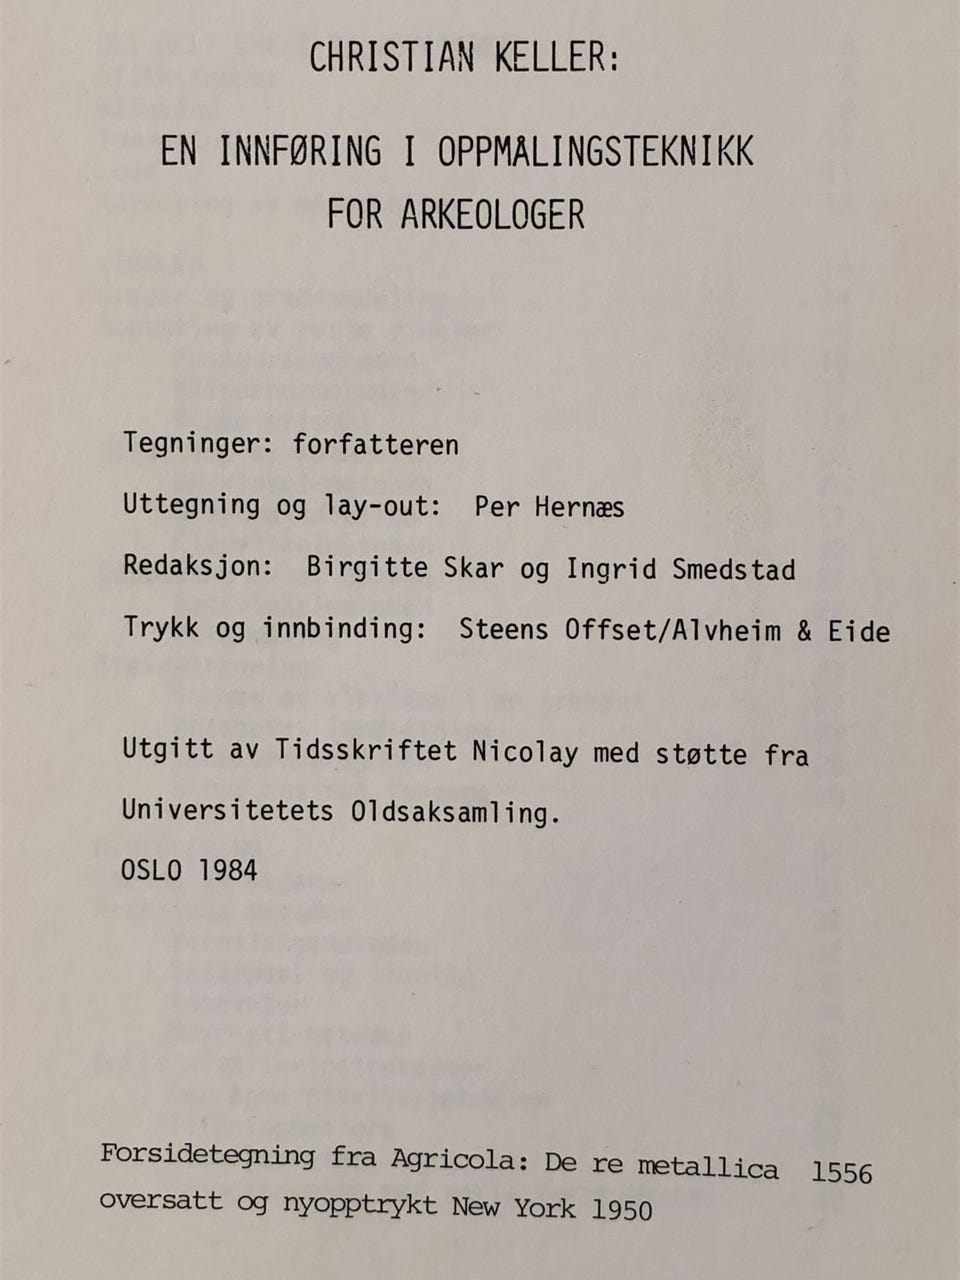 CHRISTIAN KELLER:
EN INNFØRING I OPPMÅLINGSTEKNIKK
FOR ARKEOLOGER
Tegninger: forfatteren
Uttegning og lay-out: Per Hernæs
Redaksjon: Birgitte Skar og Ingrid Smedstad
Trykk og innbinding: Steens Offset/Alvheim & Eide
Utgitt av Tidsskriftet Nicolay med støtte fra
Universitetets Oldsaksamling.
OSLO 1984
Forsidetegning fra Agricola: De re metallica 1556
oversatt og nyopptrykt New York 1950